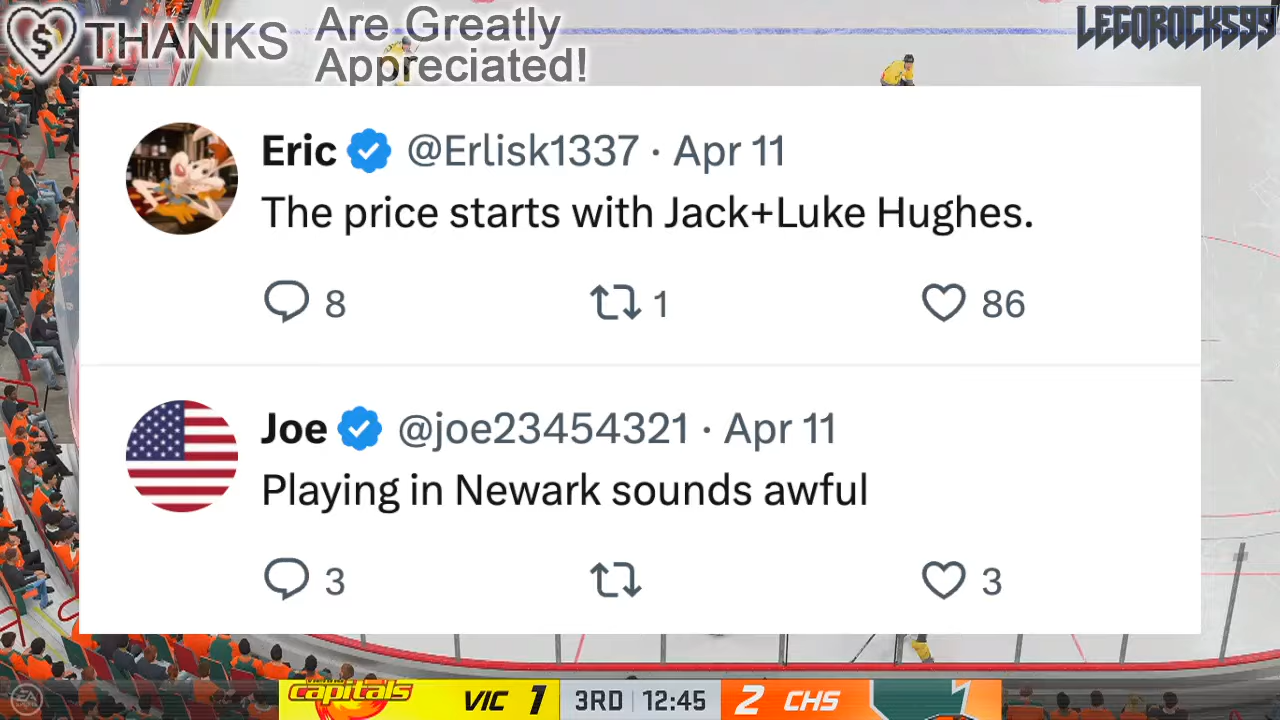 THANKS
Are Greatly
Appreciated!
LEGOROCKS99
Eric @Erlisk1337 · Apr 11
The price starts with Jack+Luke Hughes.
8 1 86
Joe @joe23454321 · Apr 11
Playing in Newark sounds awful
3 3
capitals VIC 1 3RD 12:45 2 CHS